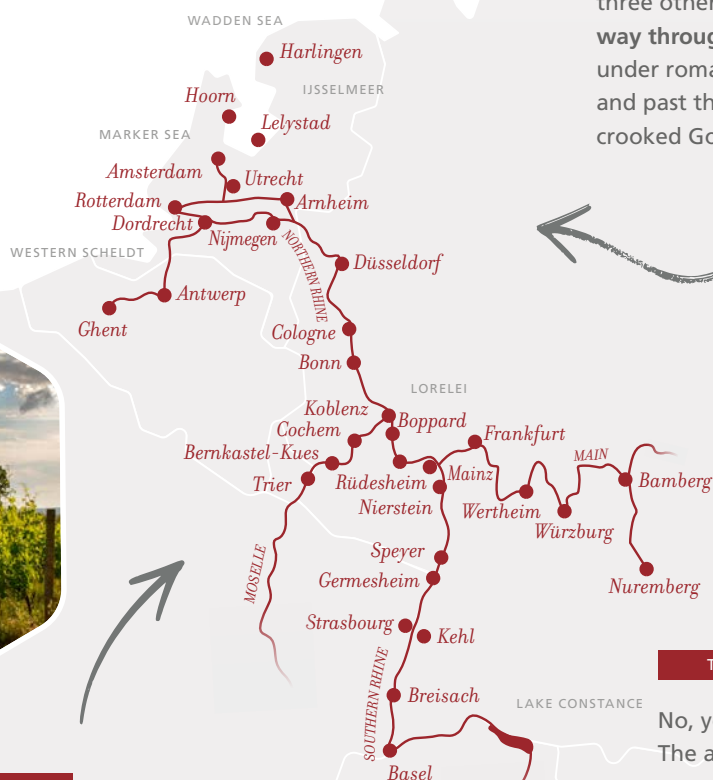 three other
way throug
under roma
and past th
crooked Go
WADDEN SEA
Harlingen
IJSSELMEER
Hoorn
Lelystad
MARKER SEA
Amsterdam
Utrecht
Rotterdam
Arnheim
Dordrecht
Nijmegen
NORTHERN RHINE
WESTERN SCHELDT
Düsseldorf
Antwerp
Ghent
Cologne
Bonn
LORELEI
Koblenz
Boppard
Cochem
Frankfurt
Bernkastel-Kues
MAIN
Trier
Rüdesheim
Mainz
Bamberg
Nierstein
Wertheim
Würzburg
Speyer
MOSELLE
Germesheim
Nuremberg
Strasbourg
Kehl
SOUTHERN RHINE
Breisach
LAKE CONSTANCE
Basel
T
No, y
The a